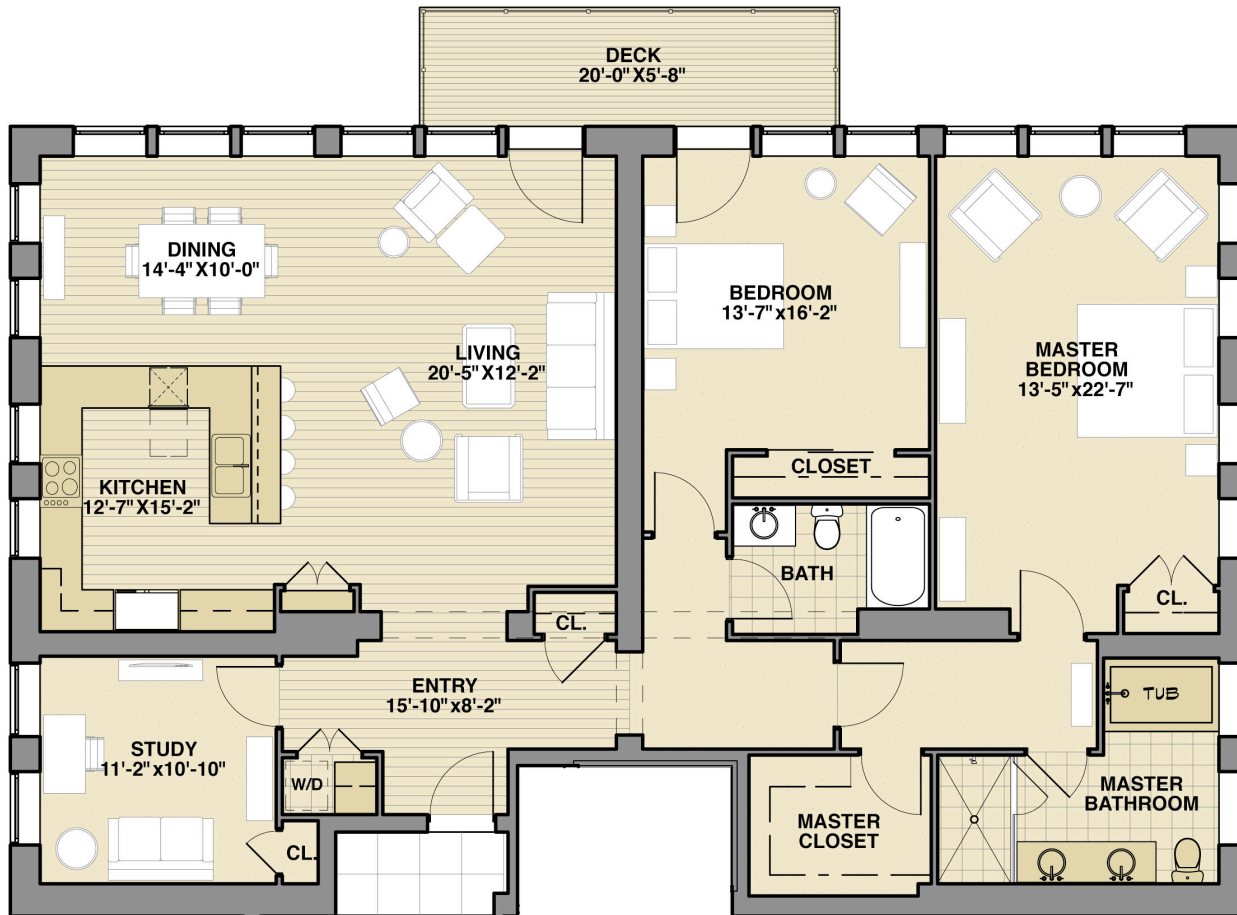 DECK
20'-0"X5'-8"
DINING
14'-4"X10'-0"
BEDROOM
13'-7"x16'-2"
LIVING
20'-5"X12'-2"
MASTER
BEDROOM
13'-5"x22'-7"
CLOSET
KITCHEN
12'-7"X15'-2"
BATH
CL.
CL.
ENTRY
15'-10"x8'-2"
TUB
STUDY
11'-2"x10'-10"
W/D
MASTER
BATHROOM
MASTER
CLOSET
CL.